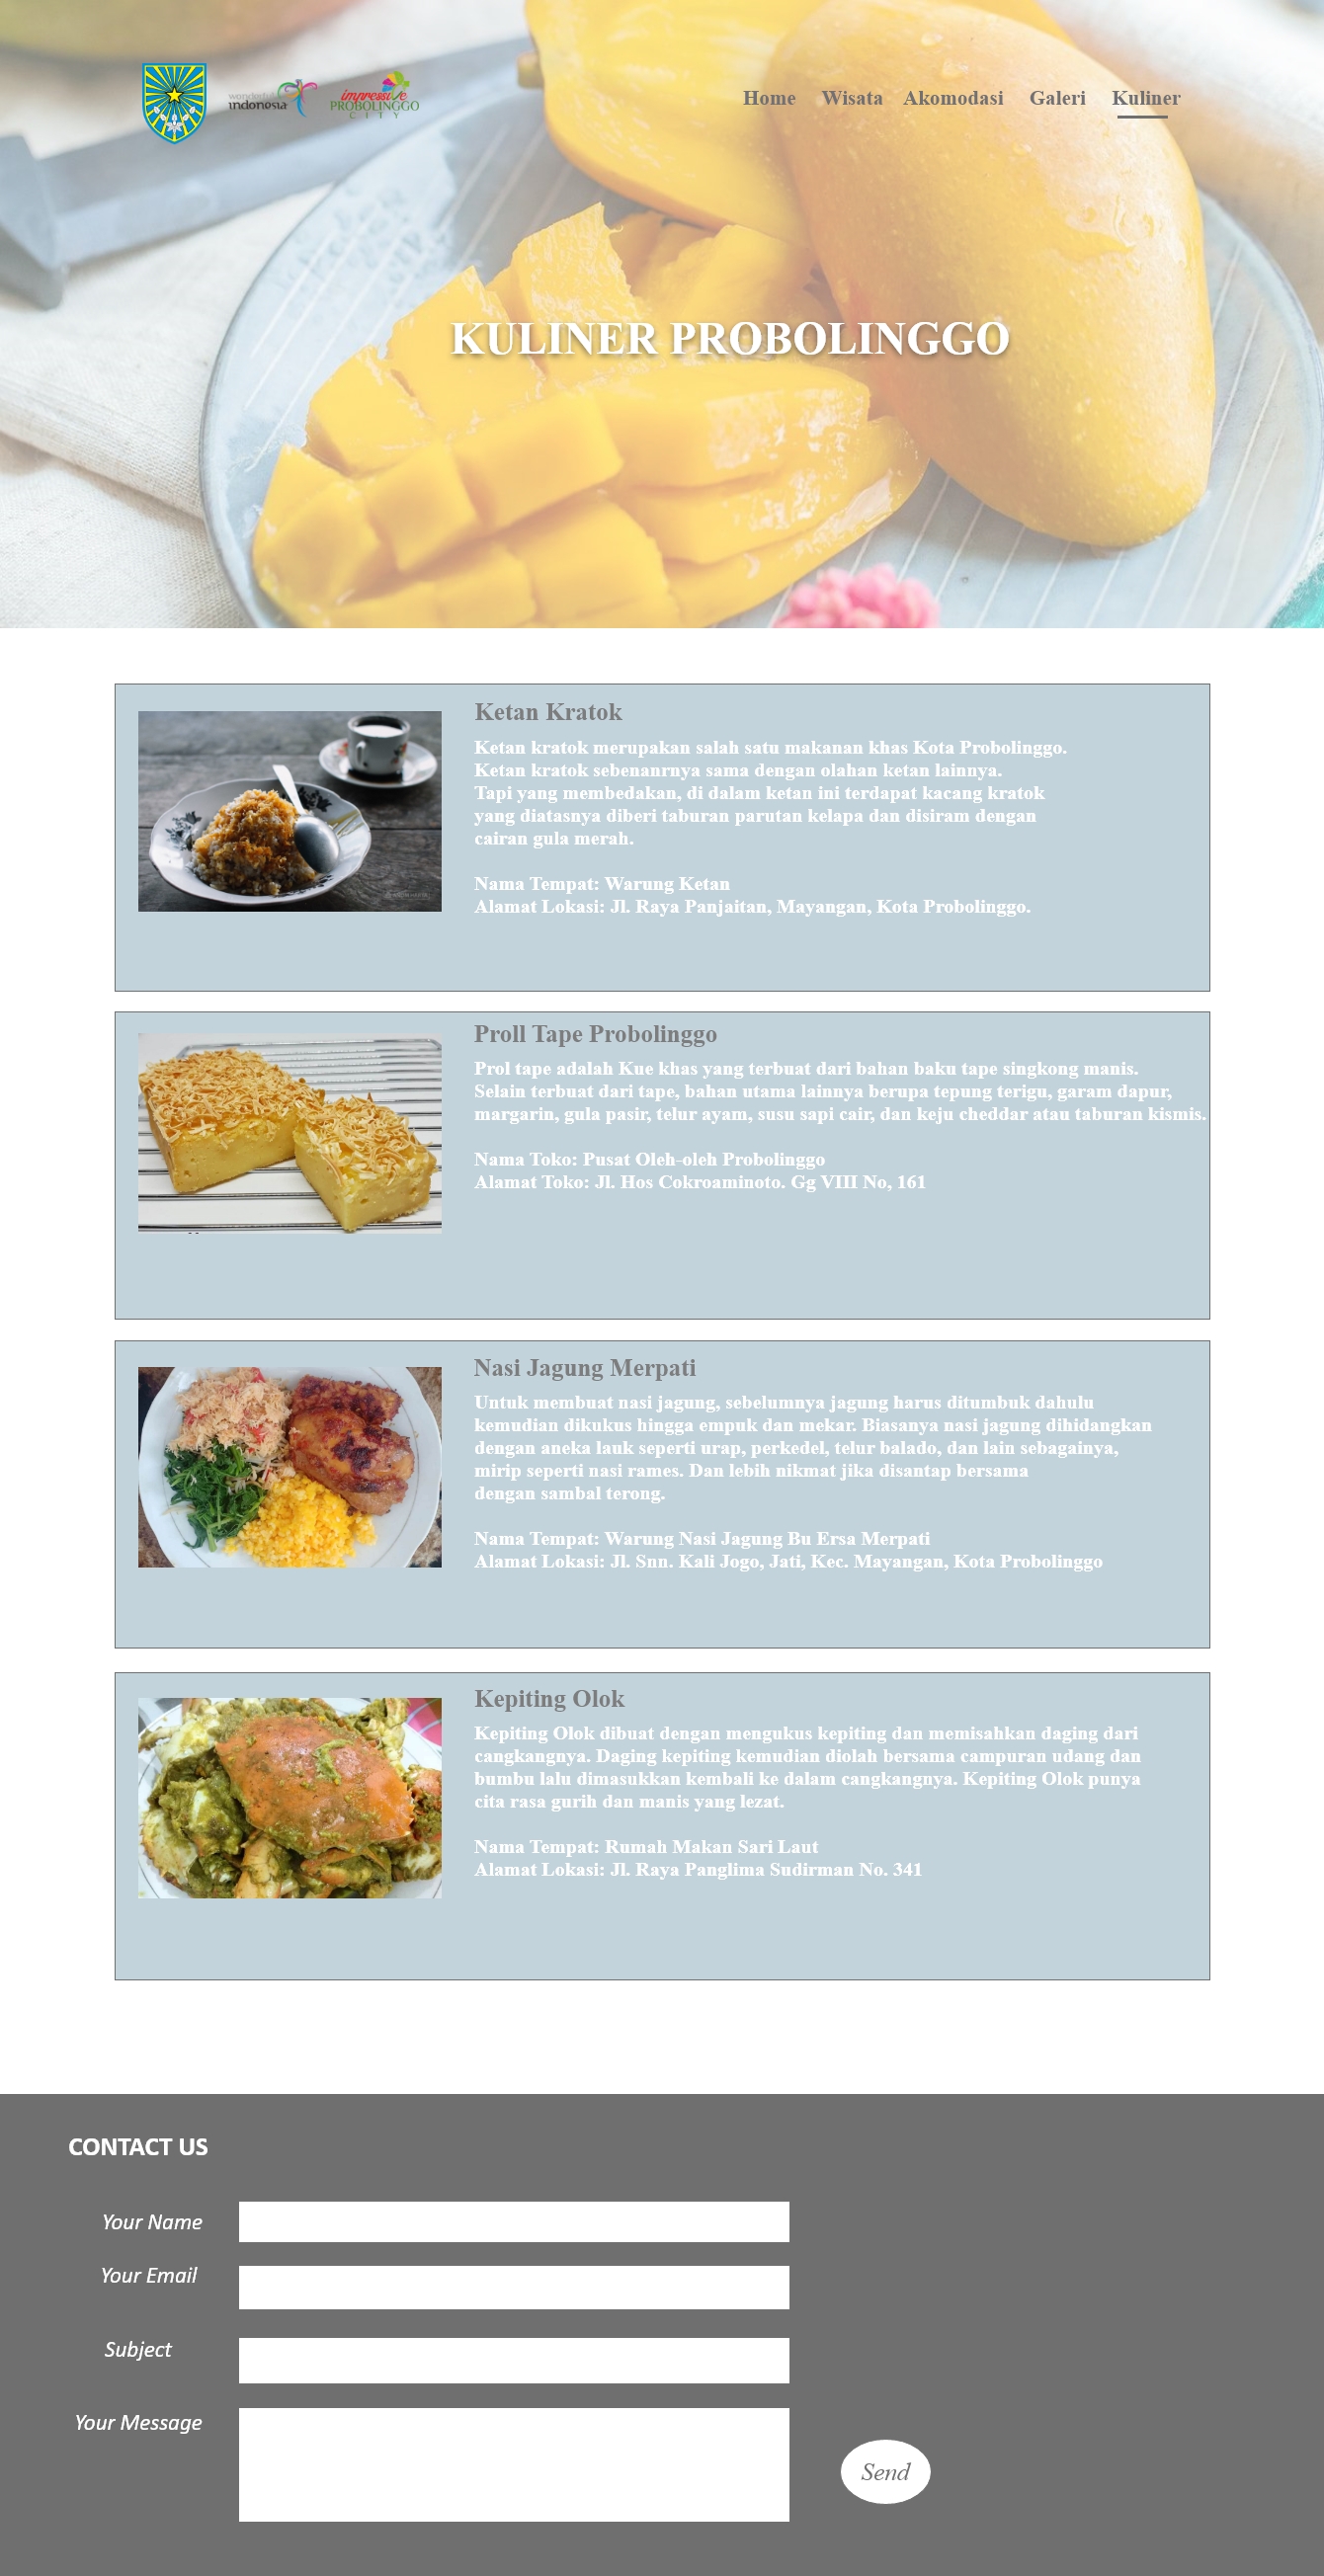 wonderful
indonesia
impressive
PROBOLINGGO
CITY
Home Wisata Akomodasi Galeri Kuliner
KULINER PROBOLINGGO
Ketan Kratok
Ketan kratok merupakan salah satu makanan khas Kota Probolinggo.
Ketan kratok sebenanrnya sama dengan olahan ketan lainnya.
Tapi yang membedakan, di dalam ketan ini terdapat kacang kratok
yang diatasnya diberi taburan parutan kelapa dan disiram dengan
cairan gula merah.
Nama Tempat: Warung Ketan
Alamat Lokasi: Jl. Raya Panjaitan, Mayangan, Kota Probolinggo.
Proll Tape Probolinggo
Prol tape adalah Kue khas yang terbuat dari bahan baku tape singkong manis.
Selain terbuat dari tape, bahan utama lainnya berupa tepung terigu, garam dapur,
margarin, gula pasir, telur ayam, susu sapi cair, dan keju cheddar atau taburan kismis.
Nama Toko: Pusat Oleh-oleh Probolinggo
Alamat Toko: Jl. Hos Cokroaminoto. Gg VIII No, 161
Nasi Jagung Merpati
Untuk membuat nasi jagung, sebelumnya jagung harus ditumbuk dahulu
kemudian dikukus hingga empuk dan mekar. Biasanya nasi jagung dihidangkan
dengan aneka lauk seperti urap, perkedel, telur balado, dan lain sebagainya,
mirip seperti nasi rames. Dan lebih nikmat jika disantap bersama
dengan sambal terong.
Nama Tempat: Warung Nasi Jagung Bu Ersa Merpati
Alamat Lokasi: Jl. Snn. Kali Jogo, Jati, Kec. Mayangan, Kota Probolinggo
Kepiting Olok
Kepiting Olok dibuat dengan mengukus kepiting dan memisahkan daging dari
cangkangnya. Daging kepiting kemudian diolah bersama campuran udang dan
bumbu lalu dimasukkan kembali ke dalam cangkangnya. Kepiting Olok punya
cita rasa gurih dan manis yang lezat.
Nama Tempat: Rumah Makan Sari Laut
Alamat Lokasi: Jl. Raya Panglima Sudirman No. 341
CONTACT US
Your Name
Your Email
Subject
Your Message
Send